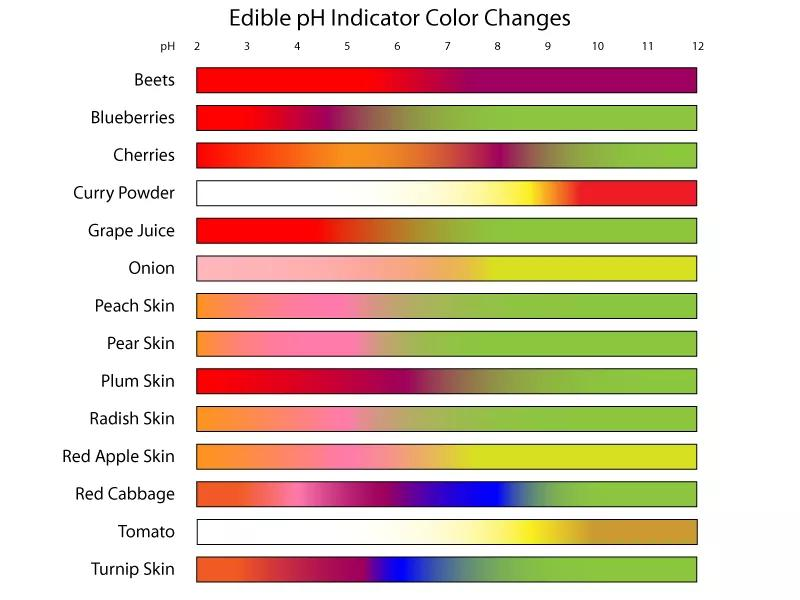 Edible pH Indicator Color Changes
pH 2 3 4 5 6 7 8 9 10 11 12
Beets
Blueberries
Cherries
Curry Powder
Grape Juice
Onion
Peach Skin
Pear Skin
Plum Skin
Radish Skin
Red Apple Skin
Red Cabbage
Tomato
Turnip Skin